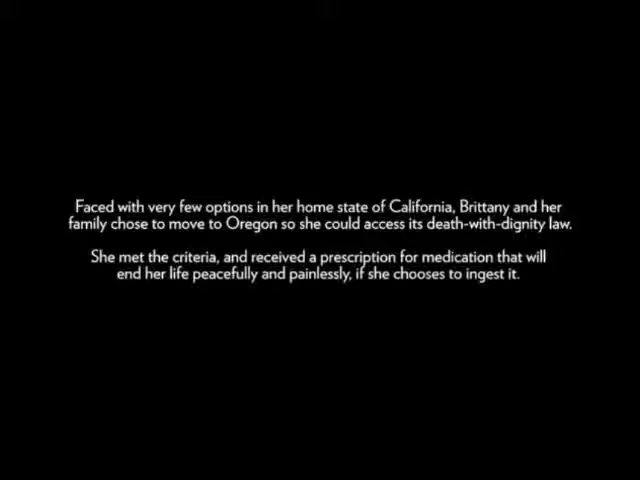 Faced with very few options in her home state of California, Brittany and her
family chose to move to Oregon so she could access its death-with-dignity law.
She met the criteria, and received a prescription for medication that will
end her life peacefully and painlessly, if she chooses to ingest it.